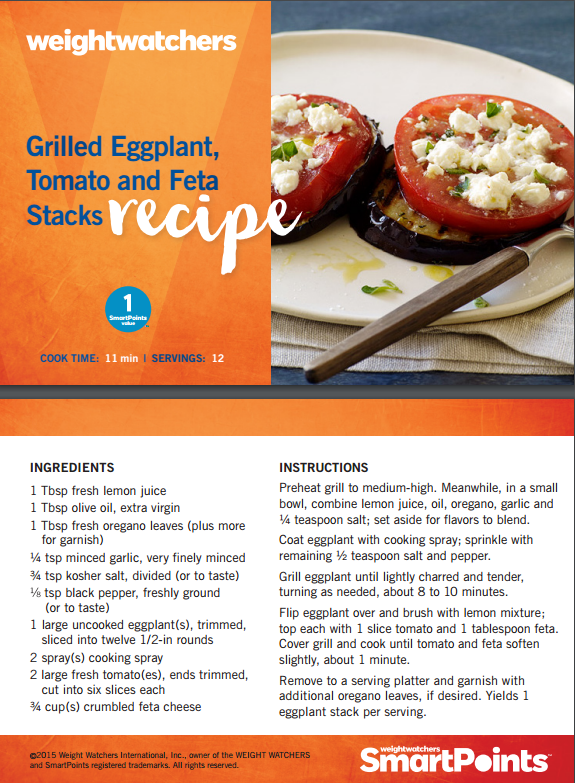 weightwatchers
Grilled Eggplant,
Tomato and Feta
Stacks recipe
1
SmartPoints
value™
COOK TIME: 11 min | SERVINGS: 12
INGREDIENTS
1 Tbsp fresh lemon juice
1 Tbsp olive oil, extra virgin
1 Tbsp fresh oregano leaves (plus more
for garnish)
¼ tsp minced garlic, very finely minced
¾ tsp kosher salt, divided (or to taste)
⅛ tsp black pepper, freshly ground
(or to taste)
1 large uncooked eggplant(s), trimmed,
sliced into twelve 1/2-in rounds
2 spray(s) cooking spray
2 large fresh tomato(es), ends trimmed,
cut into six slices each
¾ cup(s) crumbled feta cheese
INSTRUCTIONS
Preheat grill to medium-high. Meanwhile, in a small
bowl, combine lemon juice, oil, oregano, garlic and
¼ teaspoon salt; set aside for flavors to blend.
Coat eggplant with cooking spray; sprinkle with
remaining ½ teaspoon salt and pepper.
Grill eggplant until lightly charred and tender,
turning as needed, about 8 to 10 minutes.
Flip eggplant over and brush with lemon mixture;
top each with 1 slice tomato and 1 tablespoon feta.
Cover grill and cook until tomato and feta soften
slightly, about 1 minute.
Remove to a serving platter and garnish with
additional oregano leaves, if desired. Yields 1
eggplant stack per serving.
©2015 Weight Watchers International, Inc., owner of the WEIGHT WATCHERS
and SmartPoints registered trademarks. All rights reserved.
weightwatchers
SmartPoints™